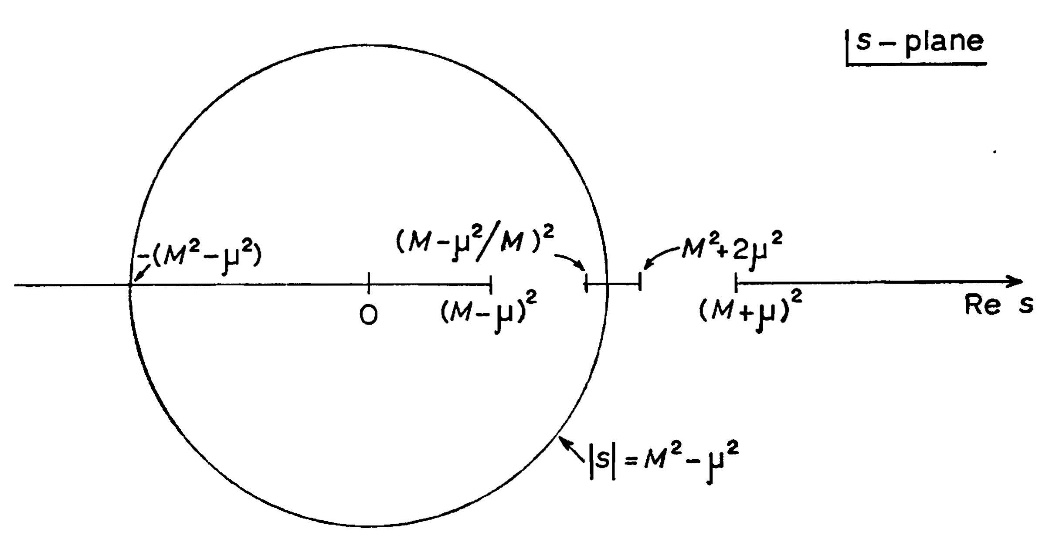 s – plane
(M–μ²/M)²
M²+2μ²
–(M²–μ²)
O
(M–μ)²
(M+μ)²
Re s
|s| = M² – μ²